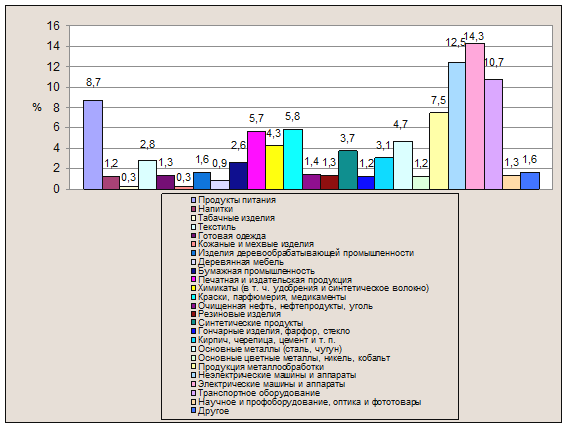 16
14
12
10
%
8
6
4
2
0
8,7
1,2
0,3
2,8
1,3
0,3
1,6
0,9
2,6
5,7
4,3
5,8
1,4
1,3
3,7
1,2
3,1
4,7
1,2
7,5
12,5
14,3
10,7
1,3
1,6
Продукты питания
Напитки
Табачные изделия
Текстиль
Готовая одежда
Кожаные и мехвые изделия
Изделия деревообрабатывающей промышленности
Деревянная мебель
Бумажная промышленность
Печатная и издательская продукция
Химикаты (в т. ч. удобрения и синтетическое волокно)
Краски, парфюмерия, медикаменты
Очищенная нефть, нефтепродукты, уголь
Резиновые изделия
Синтетические продукты
Гончарные изделия, фарфор, стекло
Кирпич, черепица, цемент и т. п.
Основные металлы (сталь, чугун)
Основные цветные металлы, никель, кобальт
Продукция металлообработки
Неэлектрические машины и аппараты
Электрические машины и аппараты
Транспортное оборудование
Научное и профоборудование, оптика и фототовары
Другое